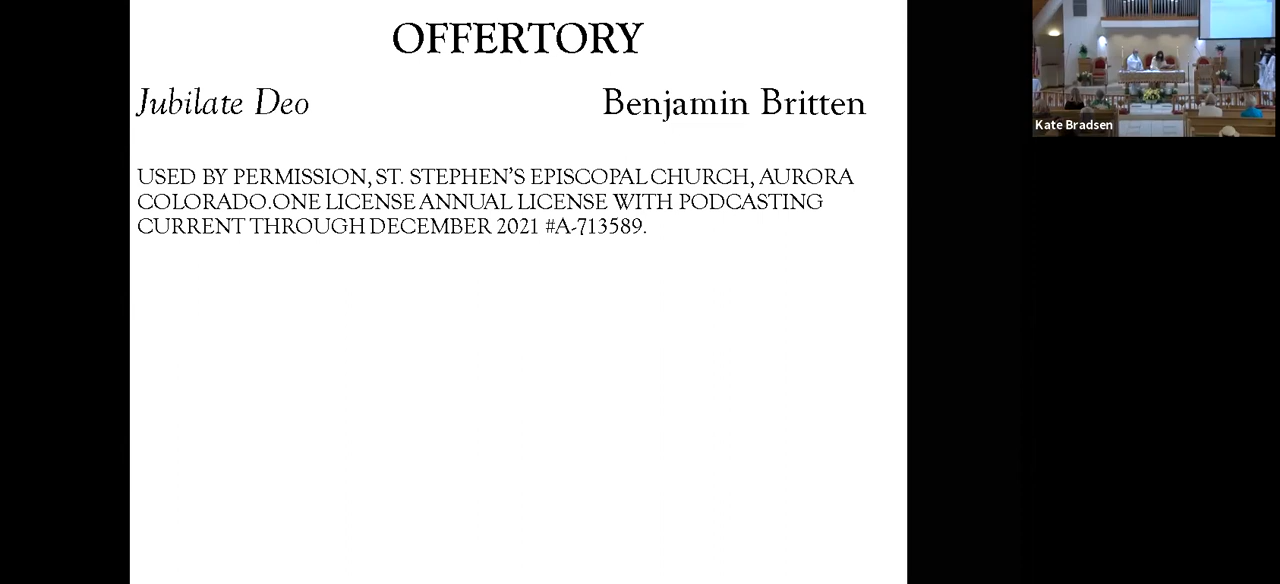 OFFERTORY
Jubilate Deo Benjamin Britten
USED BY PERMISSION, ST. STEPHEN'S EPISCOPAL CHURCH, AURORA
COLORADO.ONE LICENSE ANNUAL LICENSE WITH PODCASTING
CURRENT THROUGH DECEMBER 2021 #A-713589.
Kate Bradsen